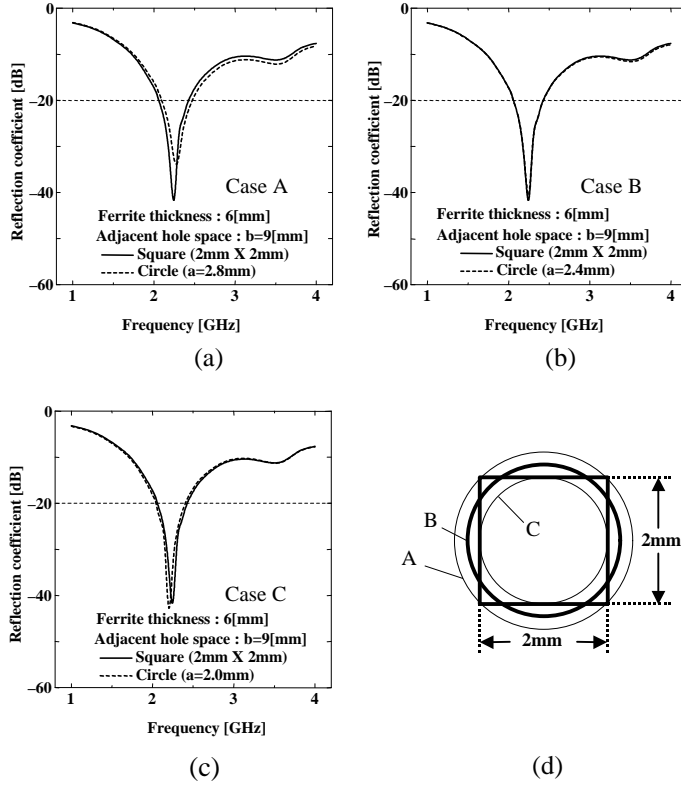 0
–20
–40
–60
Reflection coefficient [dB]
Case A
Ferrite thickness : 6[mm]
Adjacent hole space : b=9[mm]
Square (2mm X 2mm)
Circle (a=2.8mm)
1 2 3 4
Frequency [GHz]
(a)
0
–20
–40
–60
Reflection coefficient [dB]
Case B
Ferrite thickness : 6[mm]
Adjacent hole space : b=9[mm]
Square (2mm X 2mm)
Circle (a=2.4mm)
1 2 3 4
Frequency [GHz]
(b)
0
–20
–40
–60
Reflection coefficient [dB]
Case C
Ferrite thickness : 6[mm]
Adjacent hole space : b=9[mm]
Square (2mm X 2mm)
Circle (a=2.0mm)
1 2 3 4
Frequency [GHz]
(c)
B
A
C
2mm
2mm
(d)